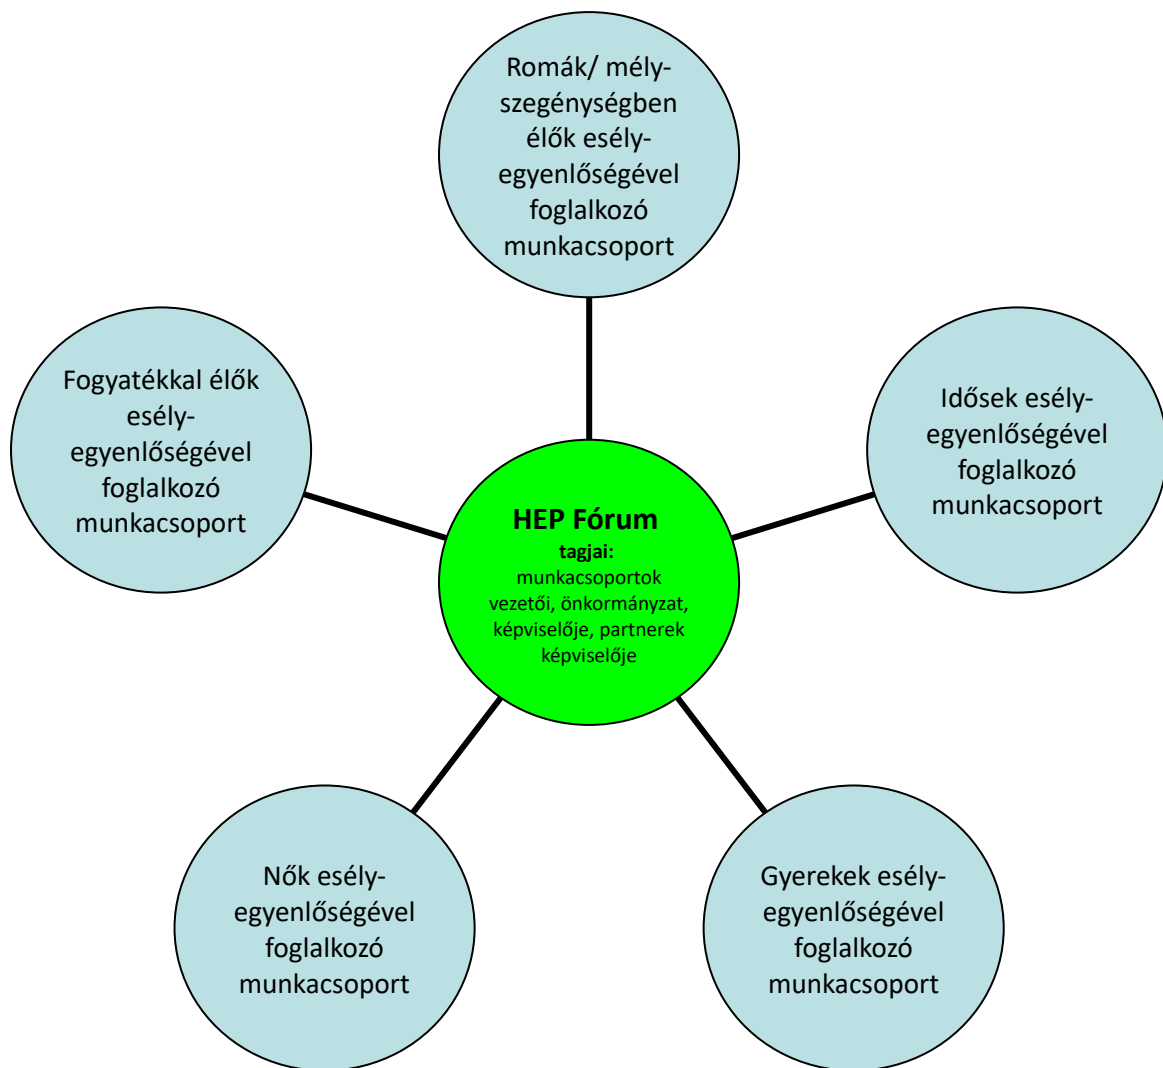 Romák/ mély-
szegénységben
élők esély-
egyenlőségével
foglalkozó
munkacsoport
Fogyatékkal élők
esély-
egyenlőségével
foglalkozó
munkacsoport
Idősek esély-
egyenlőségével
foglalkozó
munkacsoport
HEP Fórum
tagjai:
munkacsoportok
vezetői, önkormányzat,
képviselője, partnerek
képviselője
Nők esély-
egyenlőségével
foglalkozó
munkacsoport
Gyerekek esély-
egyenlőségével
foglalkozó
munkacsoport